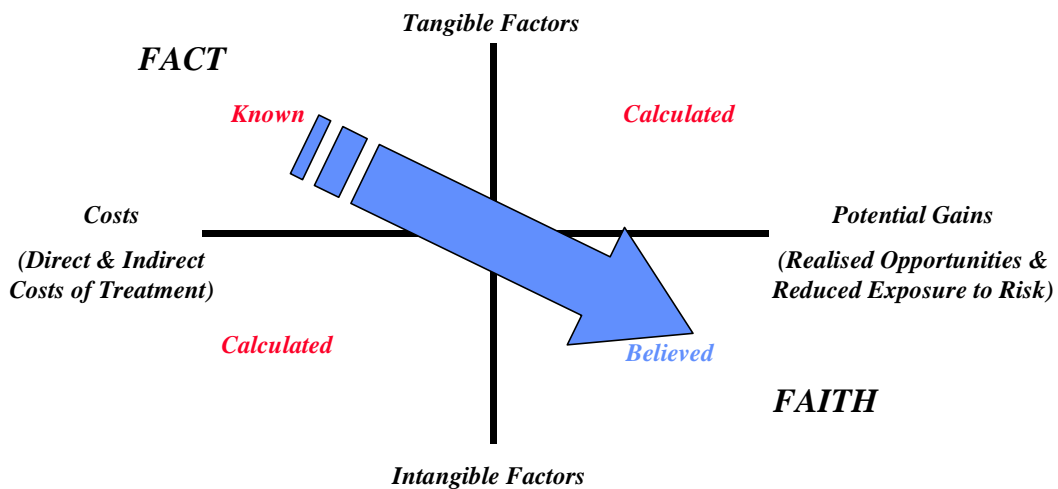 Tangible Factors
FACT
Known
Calculated
Costs
(Direct & Indirect
Costs of Treatment)
Potential Gains
(Realised Opportunities &
Reduced Exposure to Risk)
Calculated
Believed
FAITH
Intangible Factors